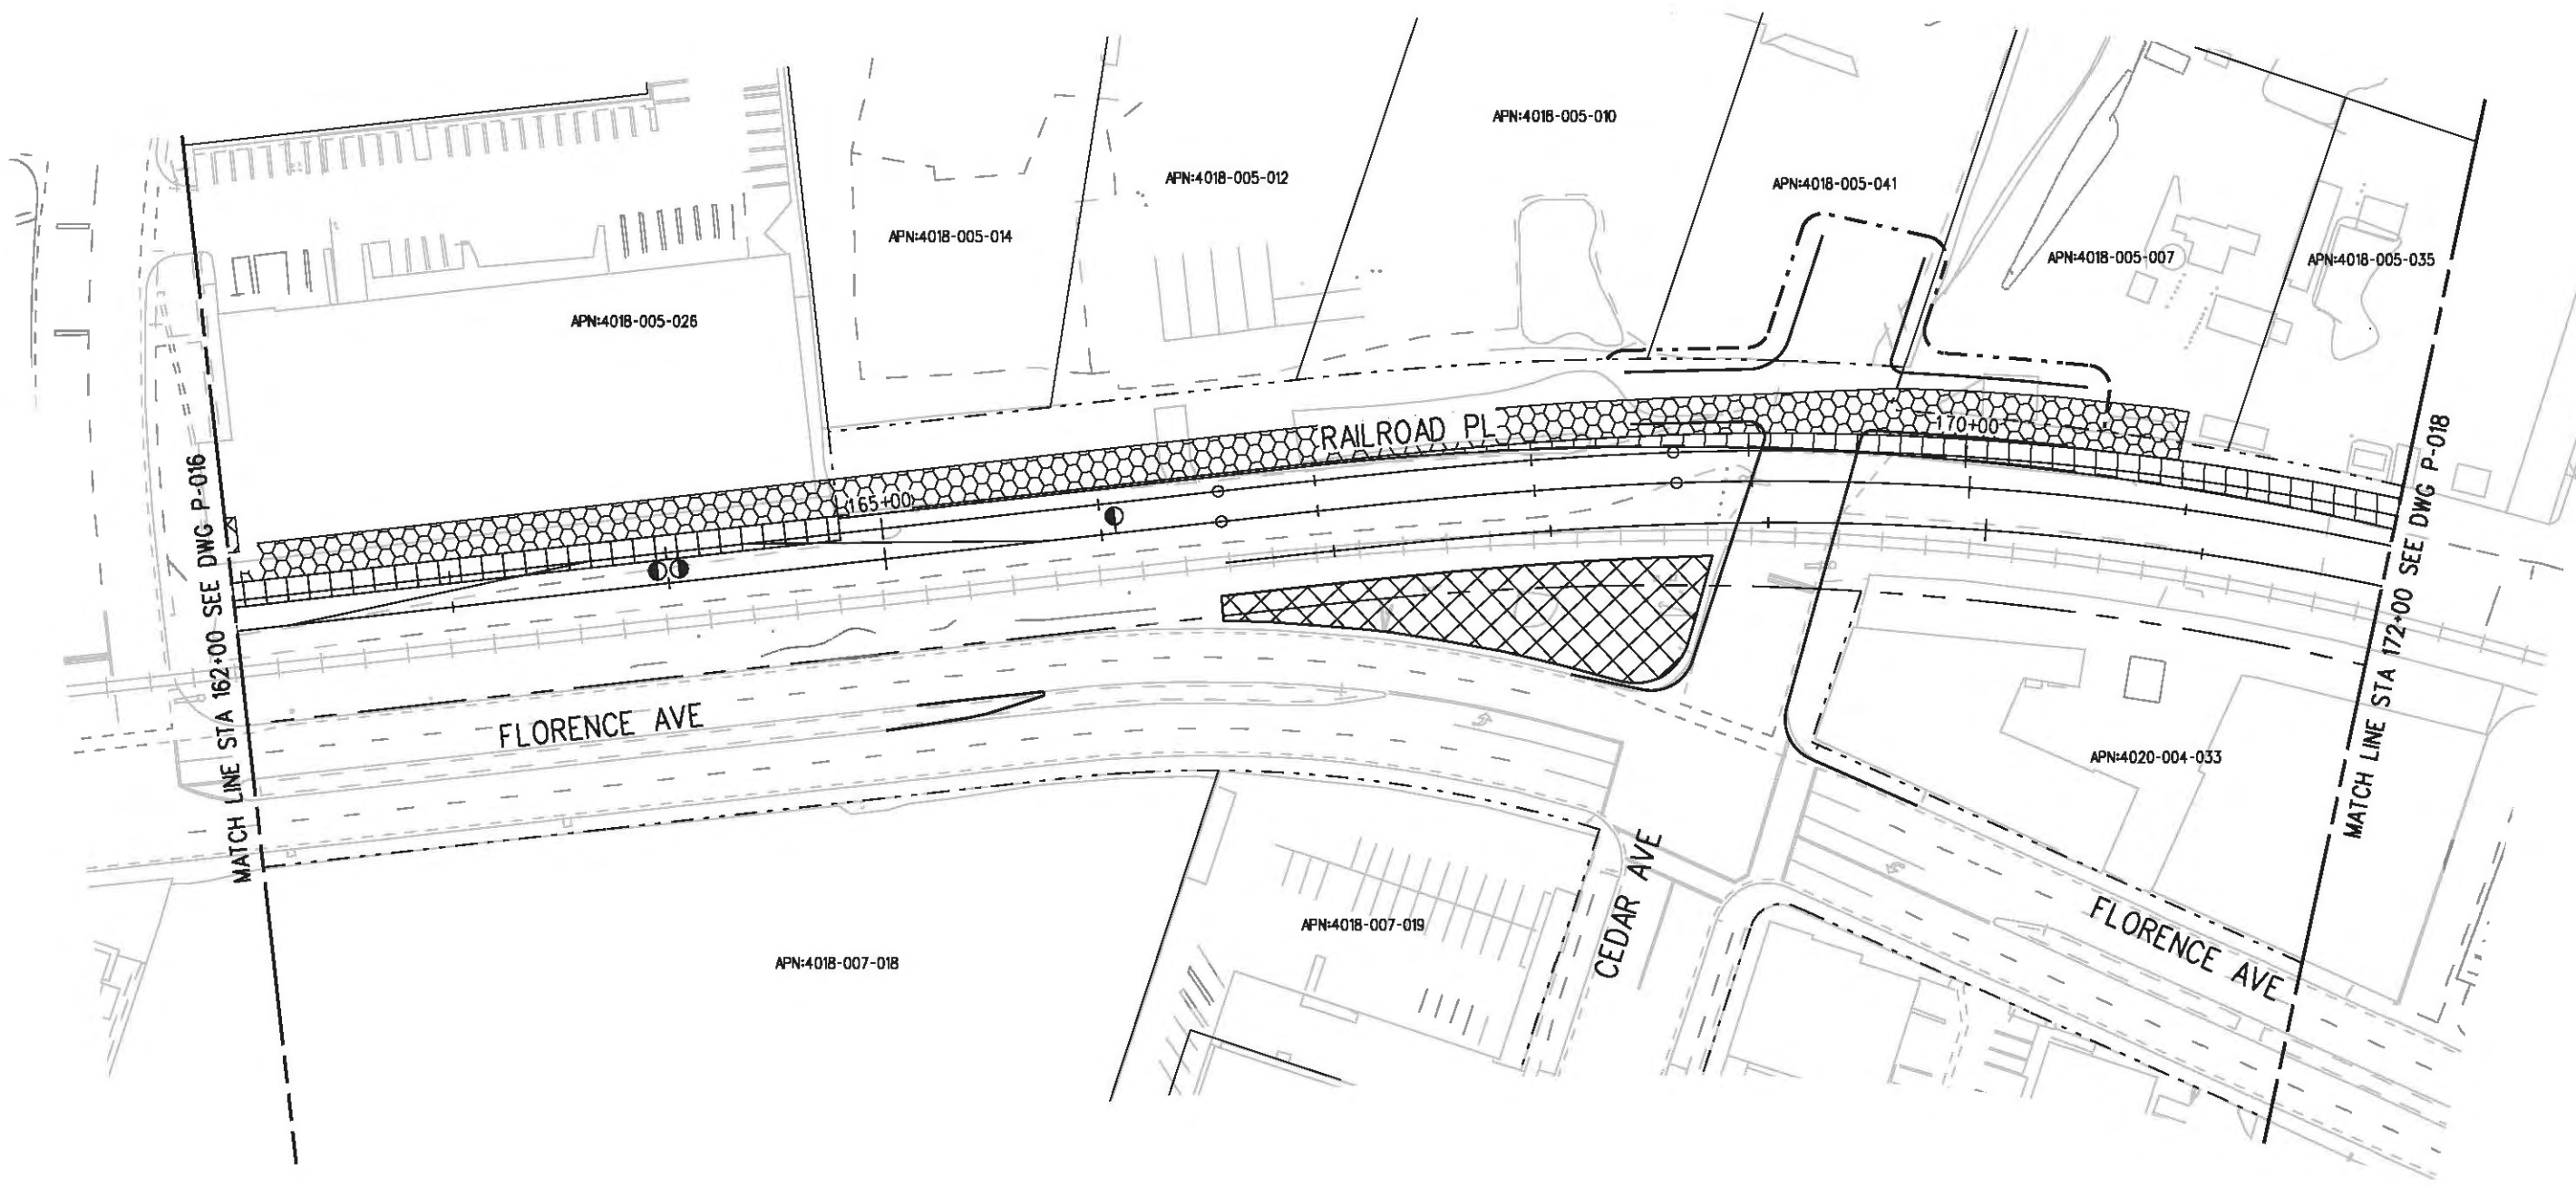 APN:4018-005-010
APN:4018-005-012
APN:4018-005-041
APN:4018-005-014
APN:4018-005-007
APN:4018-005-035
APN:4018-005-026
RAILROAD PL
170+00
165+00
MATCH LINE STA 162+00 SEE DWG P-016
MATCH LINE STA 172+00 SEE DWG P-018
FLORENCE AVE
APN:4020-004-033
CEDAR AVE
APN:4018-007-019
FLORENCE AVE
APN:4018-007-018